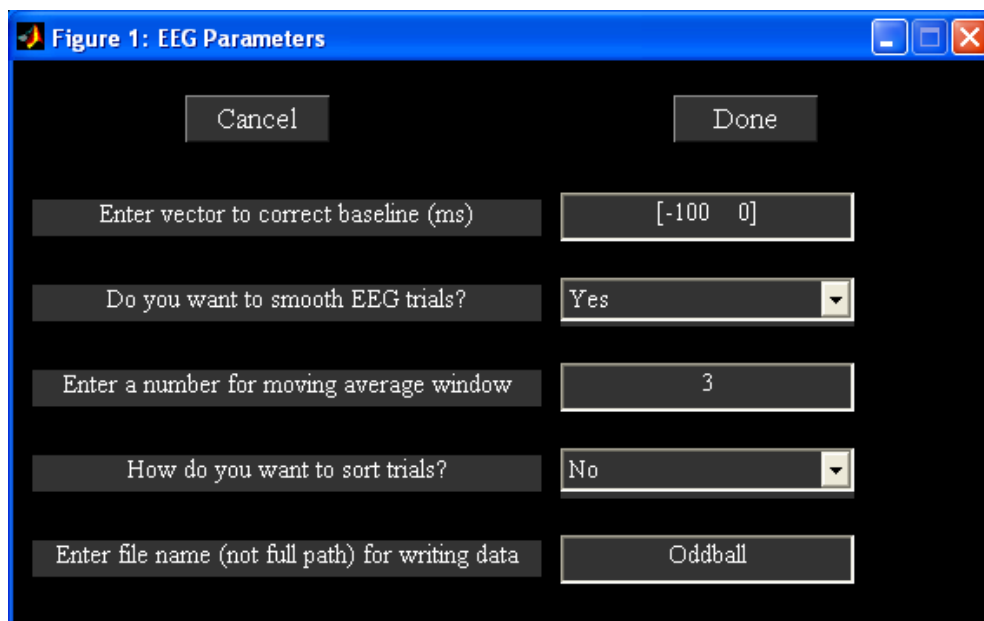 Figure 1: EEG Parameters
Cancel Done
Enter vector to correct baseline (ms) [-100 0]
Do you want to smooth EEG trials? Yes
Enter a number for moving average window 3
How do you want to sort trials? No
Enter file name (not full path) for writing data Oddball